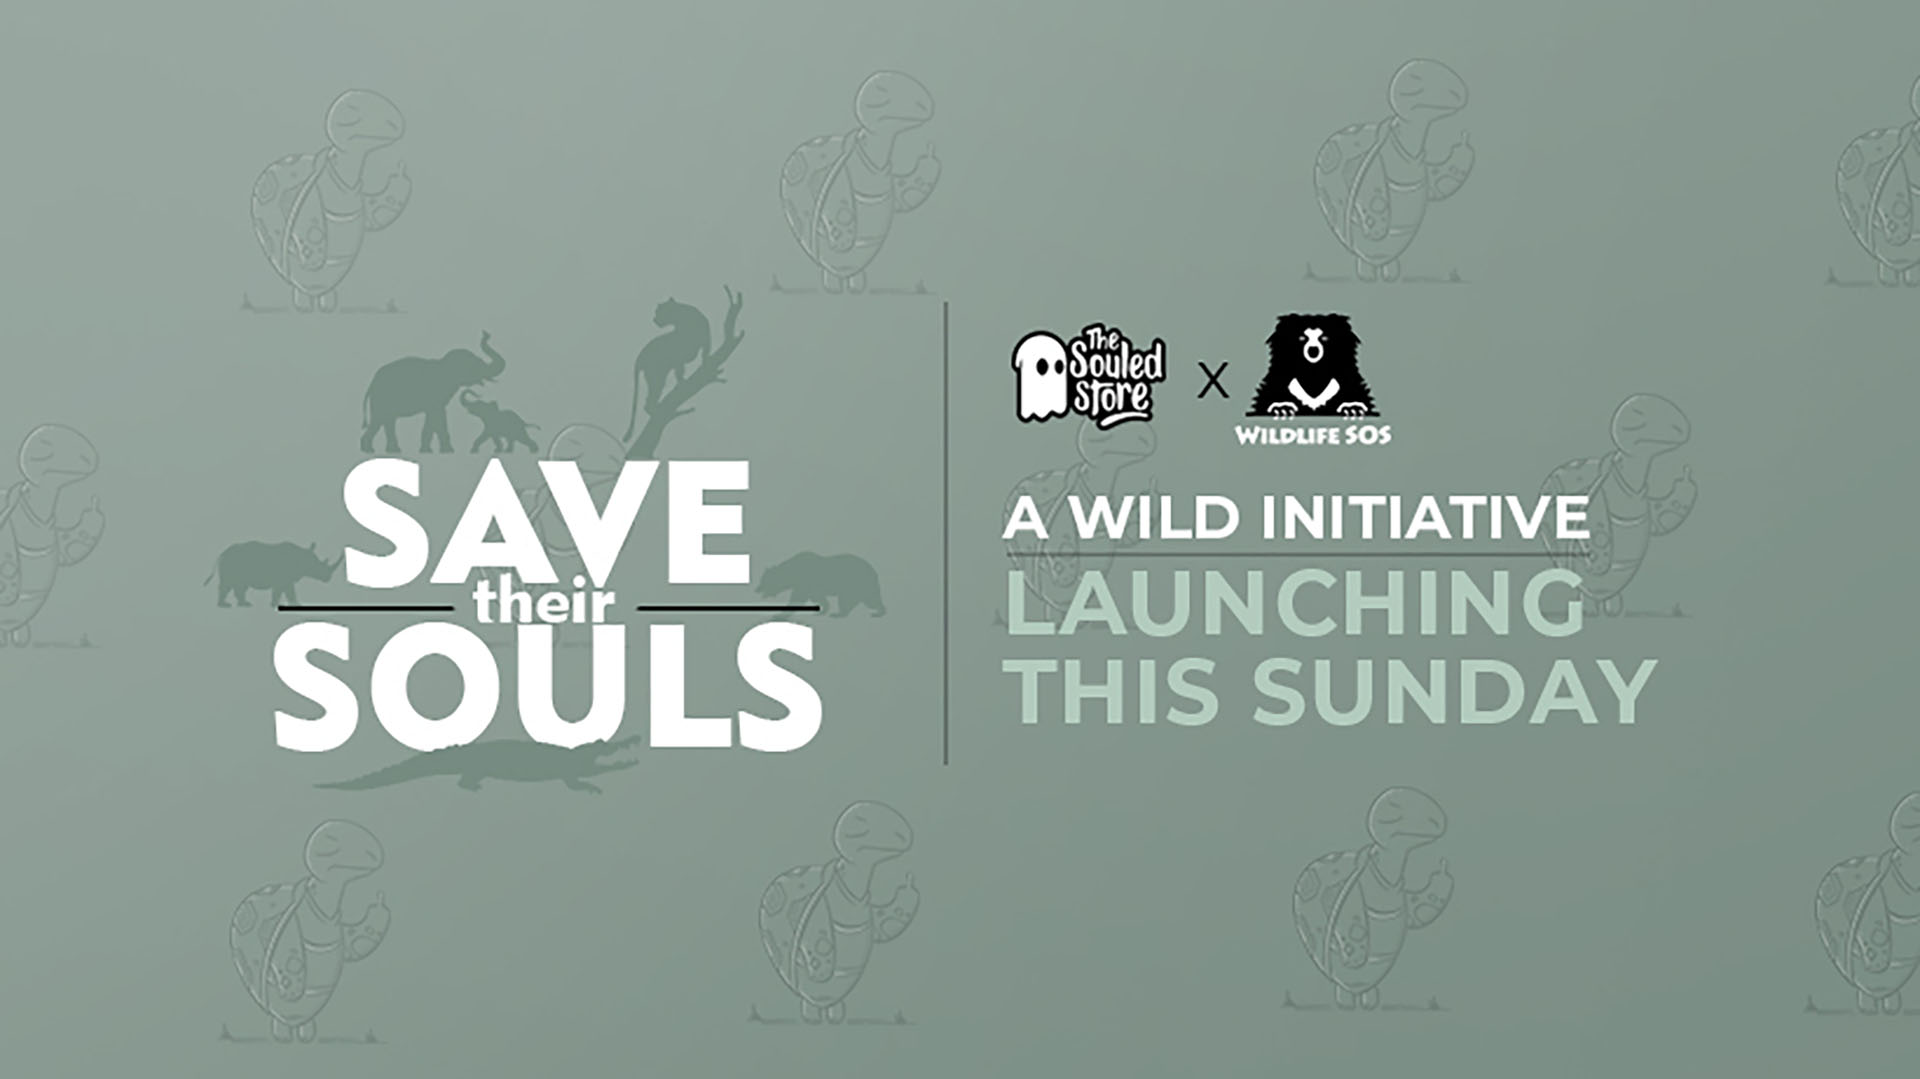 SAVE
their
SOULS
The
Souled
Store
X
WILDLIFE SOS
A WILD INITIATIVE
LAUNCHING
THIS SUNDAY